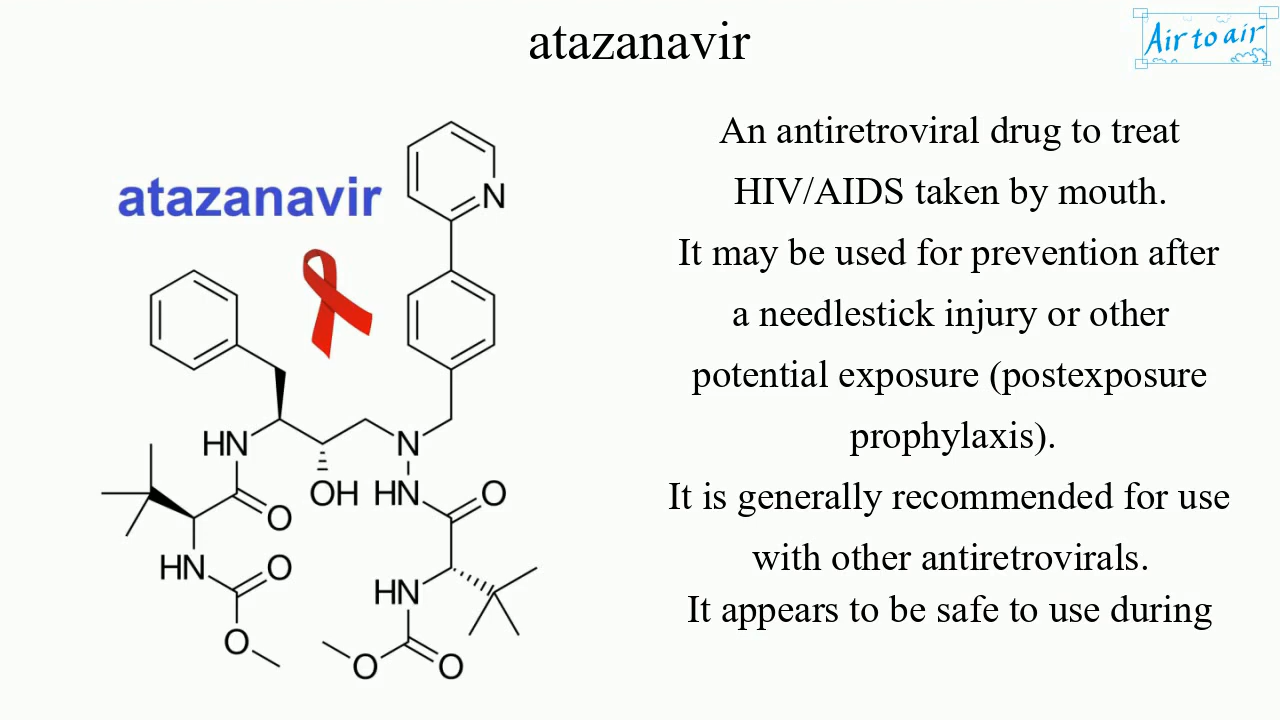 atazanavir
Air to air
atazanavir
An antiretroviral drug to treat
HIV/AIDS taken by mouth.
It may be used for prevention after
a needlestick injury or other
potential exposure (postexposure
prophylaxis).
It is generally recommended for use
with other antiretrovirals.
It appears to be safe to use during
N
HN
N
OH
HN
O
O
HN
O
HN
O
O
O